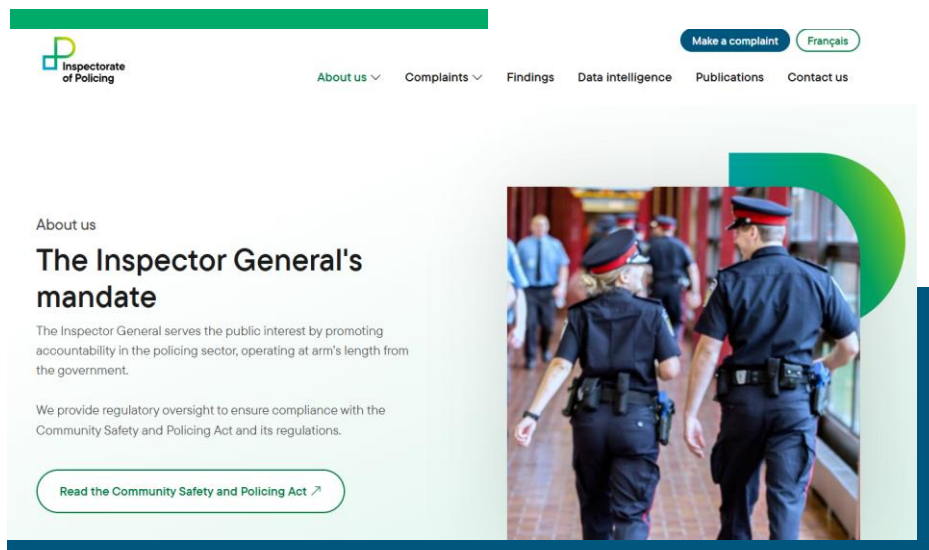 Inspectorate
of Policing
Make a complaint
Français
About us
Complaints
Findings
Data intelligence
Publications
Contact us
About us
The Inspector General's
mandate
The Inspector General serves the public interest by promoting
accountability in the policing sector, operating at arm's length from
the government.
We provide regulatory oversight to ensure compliance with the
Community Safety and Policing Act and its regulations.
Read the Community Safety and Policing Act ↗